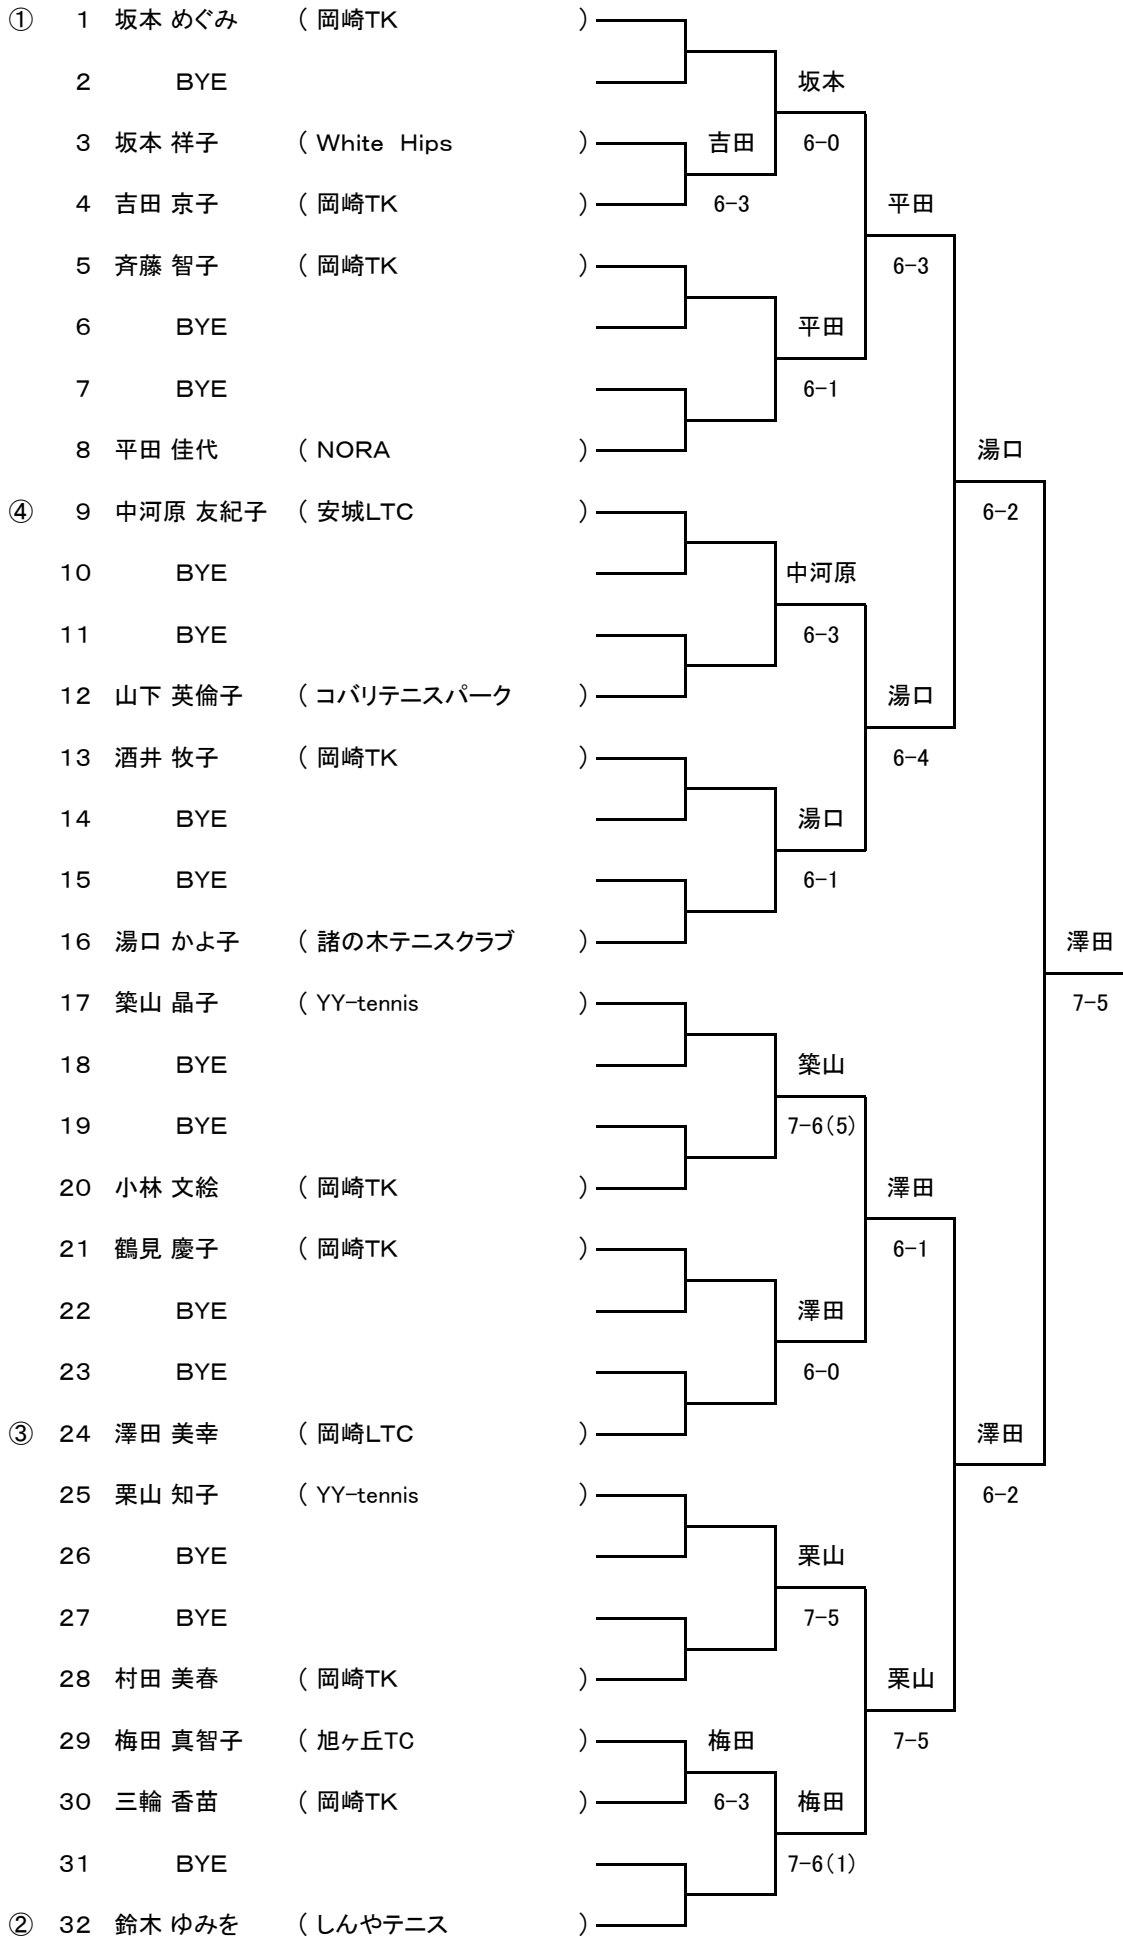 ① 1 坂本 めぐみ ( 岡崎TK )
2 BYE 坂本
3 坂本 祥子 ( White Hips ) 吉田 6-0
4 吉田 京子 ( 岡崎TK ) 6-3 平田
5 斉藤 智子 ( 岡崎TK ) 6-3
6 BYE 平田
7 BYE 6-1
8 平田 佳代 ( NORA ) 湯口
④ 9 中河原 友紀子 ( 安城LTC ) 6-2
10 BYE 中河原
11 BYE 6-3
12 山下 英倫子 ( コバリテニスパーク ) 湯口
13 酒井 牧子 ( 岡崎TK ) 6-4
14 BYE 湯口
15 BYE 6-1
16 湯口 かよ子 ( 諸の木テニスクラブ ) 澤田
17 築山 晶子 ( YY-tennis ) 7-5
18 BYE 築山
19 BYE 7-6(5)
20 小林 文絵 ( 岡崎TK ) 澤田
21 鶴見 慶子 ( 岡崎TK ) 6-1
22 BYE 澤田
23 BYE 6-0
③ 24 澤田 美幸 ( 岡崎LTC ) 澤田
25 栗山 知子 ( YY-tennis ) 6-2
26 BYE 栗山
27 BYE 7-5
28 村田 美春 ( 岡崎TK ) 栗山
29 梅田 真智子 ( 旭ヶ丘TC ) 梅田 7-5
30 三輪 香苗 ( 岡崎TK ) 6-3 梅田
31 BYE 7-6(1)
② 32 鈴木 ゆみを ( しんやテニス )